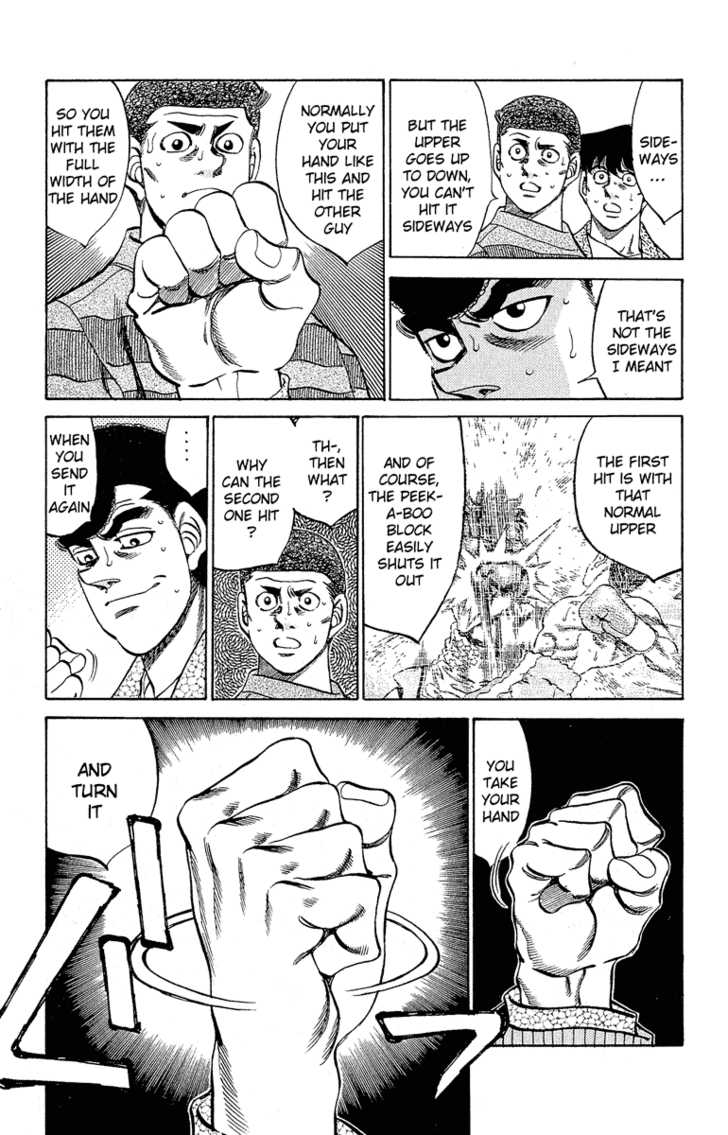 SIDE-
WAYS
...
BUT THE
UPPER
GOES UP
TO DOWN,
YOU CAN'T
HIT IT
SIDEWAYS
NORMALLY
YOU PUT
YOUR
HAND LIKE
THIS AND
HIT THE
OTHER
GUY
SO YOU
HIT THEM
WITH THE
FULL
WIDTH OF
THE HAND
THAT'S
NOT THE
SIDEWAYS
I MEANT
THE FIRST
HIT IS WITH
THAT
NORMAL
UPPER
AND OF
COURSE,
THE PEEK-
A-BOO
BLOCK
EASILY
SHUTS IT
OUT
TH-,
THEN
WHAT
?
WHY
CAN THE
SECOND
ONE HIT
?
...
WHEN
YOU
SEND
IT
AGAIN
YOU
TAKE
YOUR
HAND
AND
TURN
IT
グッ